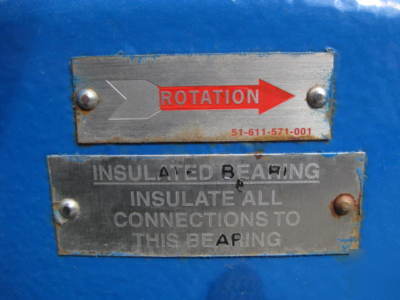 ROTATION
51-611-571-001
INSULATED BEARING
INSULATE ALL
CONNECTIONS TO
THIS BEARING